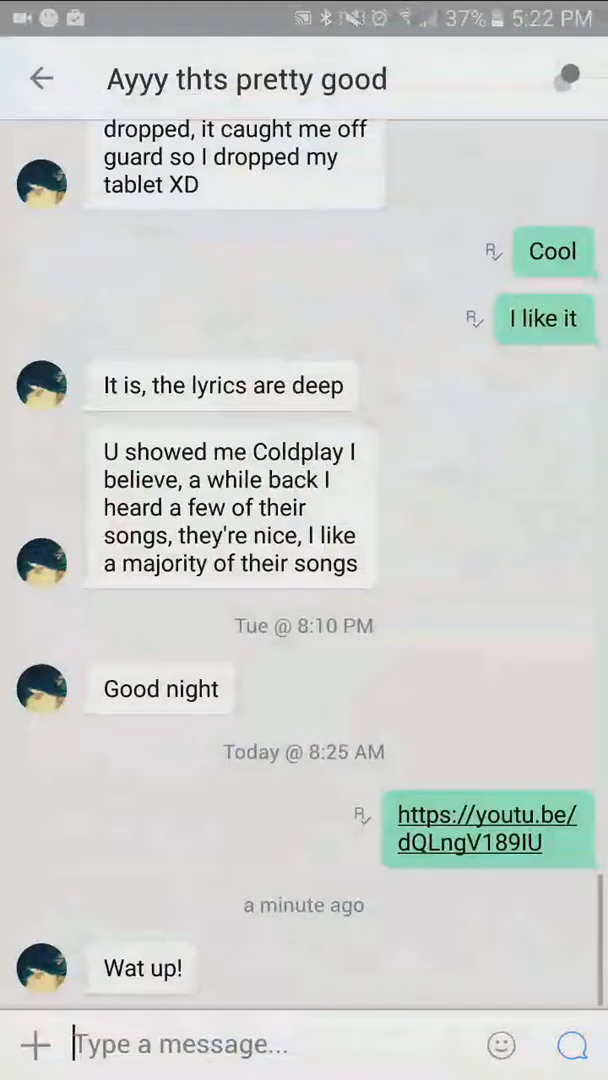 37% 5:22 PM
Ayyy thts pretty good
dropped, it caught me off
guard so I dropped my
tablet XD
R Cool
R I like it
It is, the lyrics are deep
U showed me Coldplay I
believe, a while back I
heard a few of their
songs, they're nice, I like
a majority of their songs
Tue @ 8:10 PM
Good night
Today @ 8:25 AM
R https://youtu.be/
dQLngV189IU
a minute ago
Wat up!
Type a message...